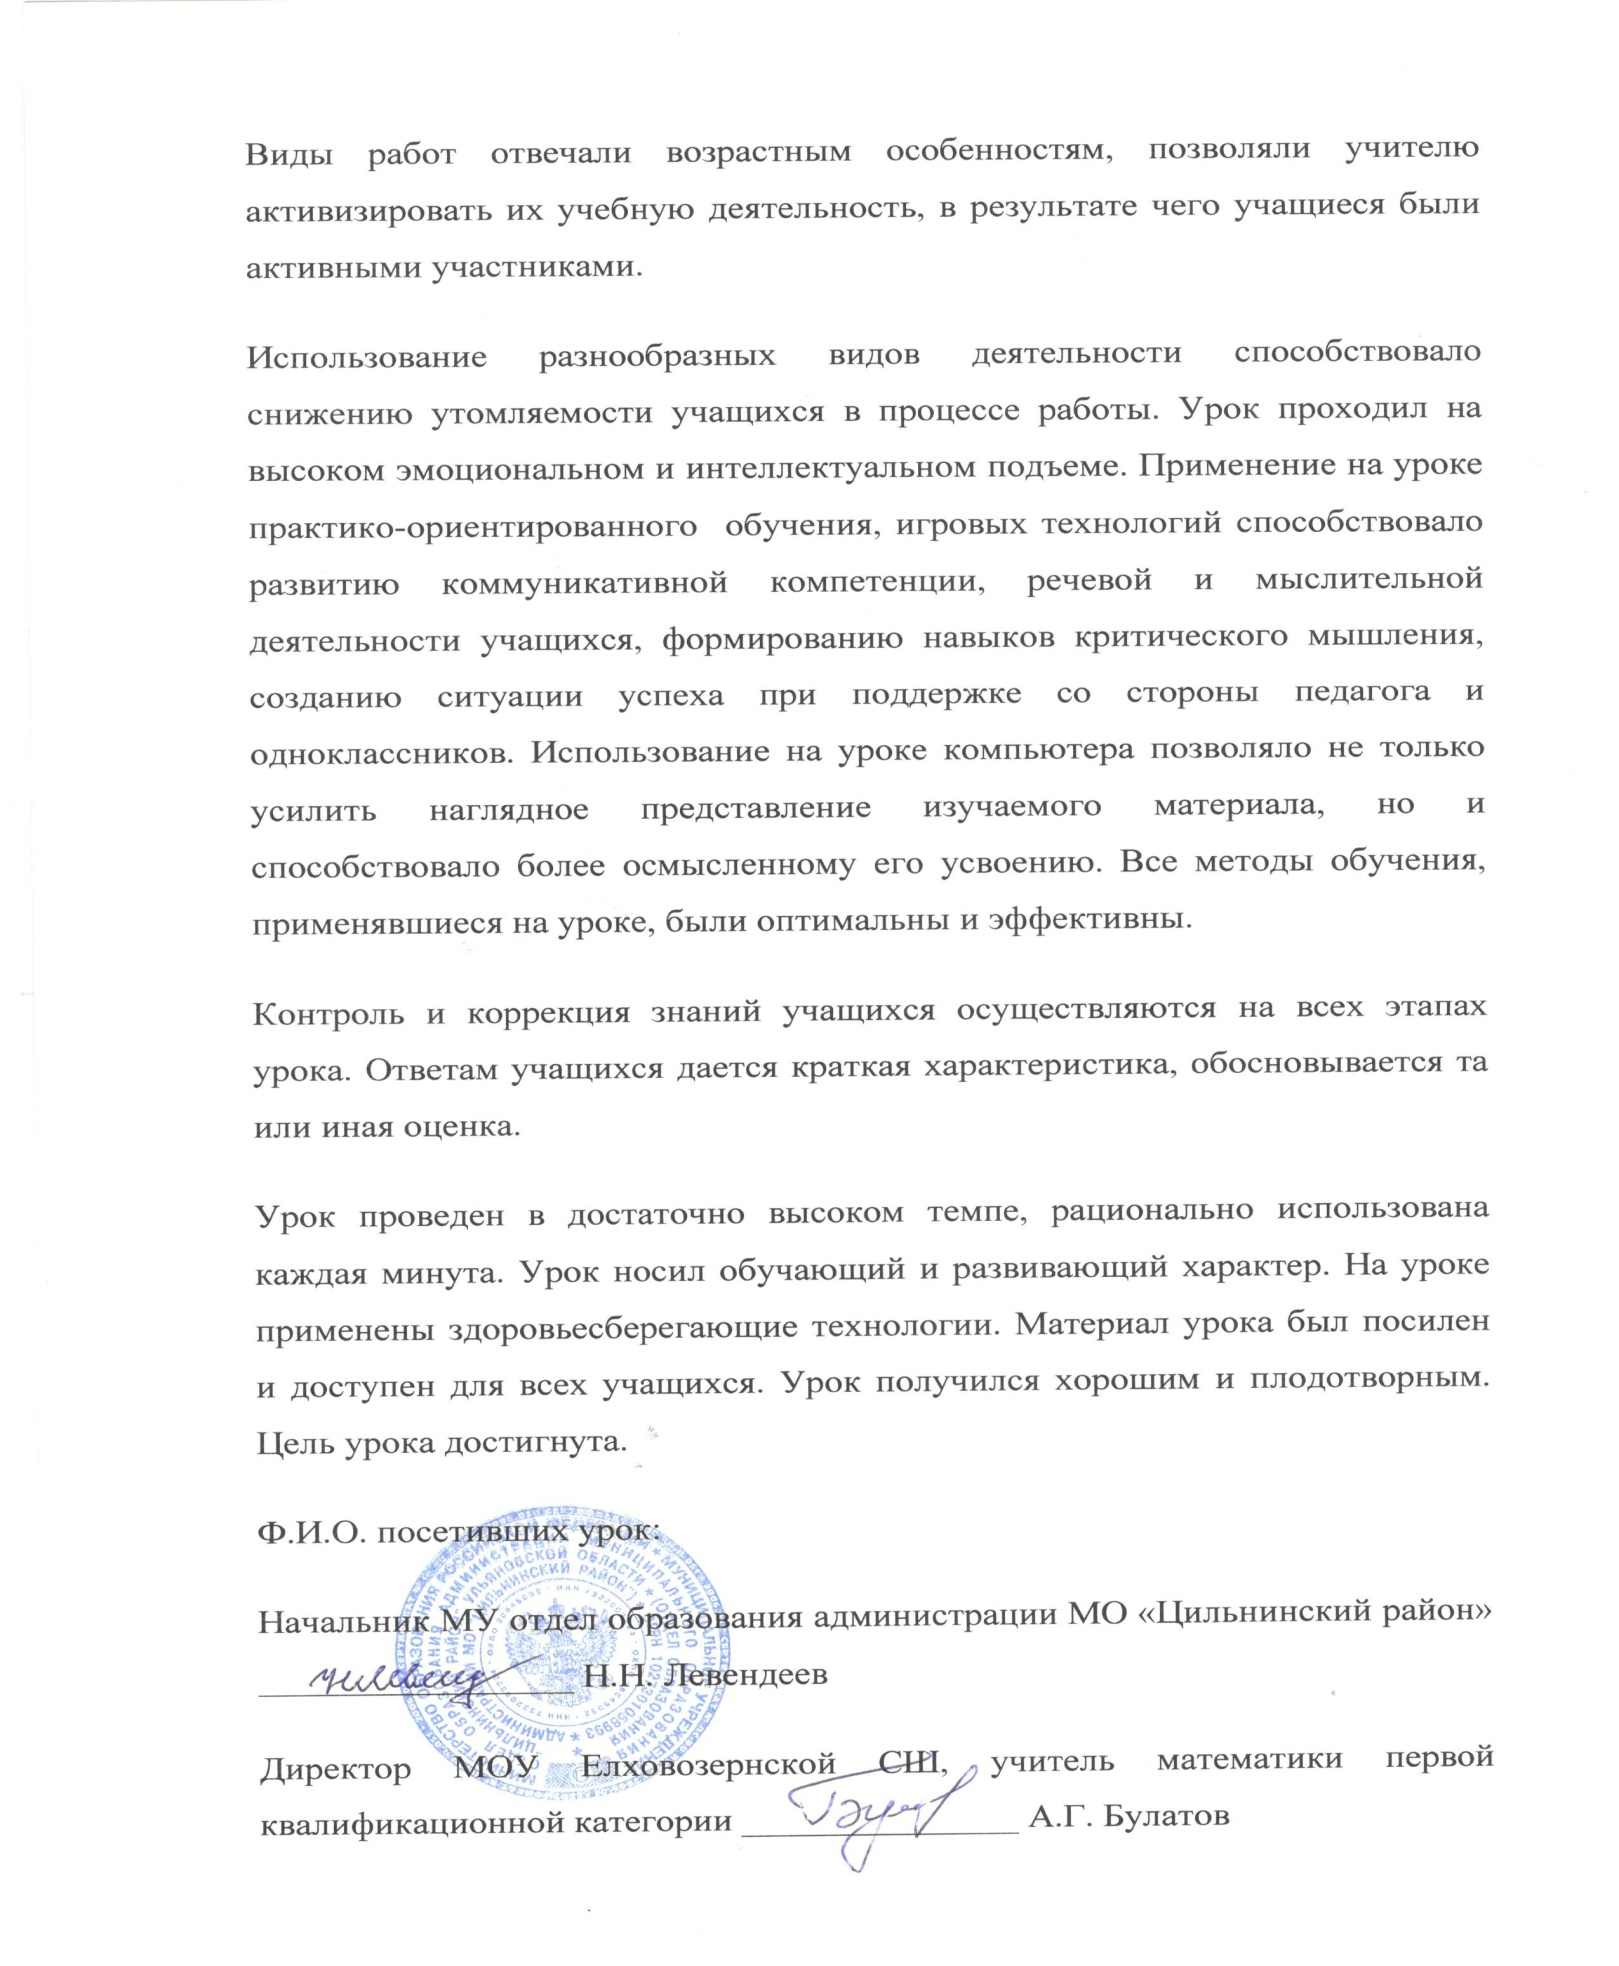 Виды работ отвечали возрастным особенностям, позволяли учителю
активизировать их учебную деятельность, в результате чего учащиеся были
активными участниками.
Использование разнообразных видов деятельности способствовало
снижению утомляемости учащихся в процессе работы. Урок проходил на
высоком эмоциональном и интеллектуальном подъеме. Применение на уроке
практико-ориентированного обучения, игровых технологий способствовало
развитию коммуникативной компетенции, речевой и мыслительной
деятельности учащихся, формированию навыков критического мышления,
созданию ситуации успеха при поддержке со стороны педагога и
одноклассников. Использование на уроке компьютера позволяло не только
усилить наглядное представление изучаемого материала, но и
способствовало более осмысленному его усвоению. Все методы обучения,
применявшиеся на уроке, были оптимальны и эффективны.
Контроль и коррекция знаний учащихся осуществляются на всех этапах
урока. Ответам учащихся дается краткая характеристика, обосновывается та
или иная оценка.
Урок проведен в достаточно высоком темпе, рационально использована
каждая минута. Урок носил обучающий и развивающий характер. На уроке
применены здоровьесберегающие технологии. Материал урока был посилен
и доступен для всех учащихся. Урок получился хорошим и плодотворным.
Цель урока достигнута.
Ф.И.О. посетивших урок:
Начальник МУ отдел образования администрации МО «Цильнинский район»
Н.Н. Левендеев
Директор МОУ Елховозернской СШ, учитель математики первой
квалификационной категории А.Г. Булатов